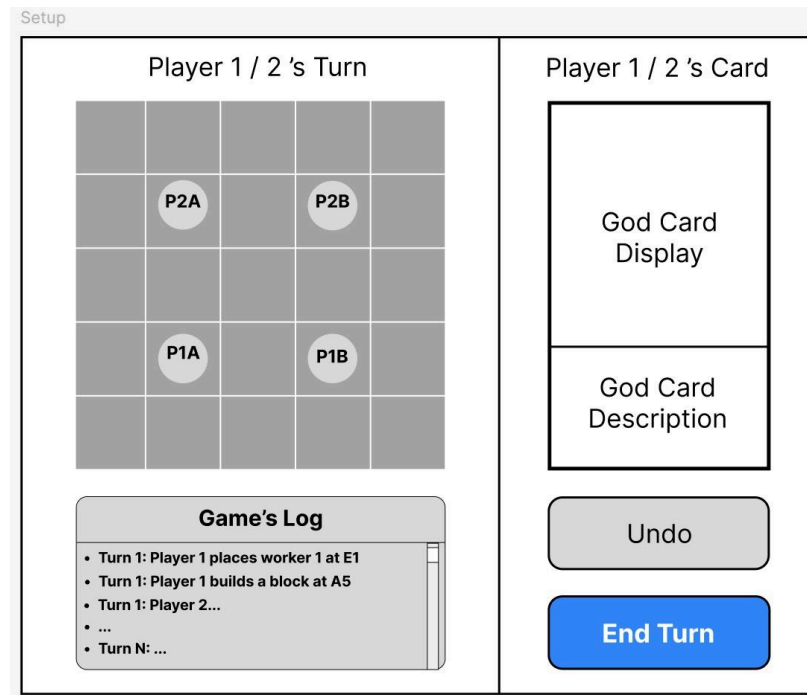 Setup
Player 1 / 2 ’s Turn
P2A
P2B
P1A
P1B
Game’s Log
• Turn 1: Player 1 places worker 1 at E1
• Turn 1: Player 1 builds a block at A5
• Turn 1: Player 2...
• ...
• Turn N: ...
Player 1 / 2 ’s Card
God Card
Display
God Card
Description
Undo
End Turn